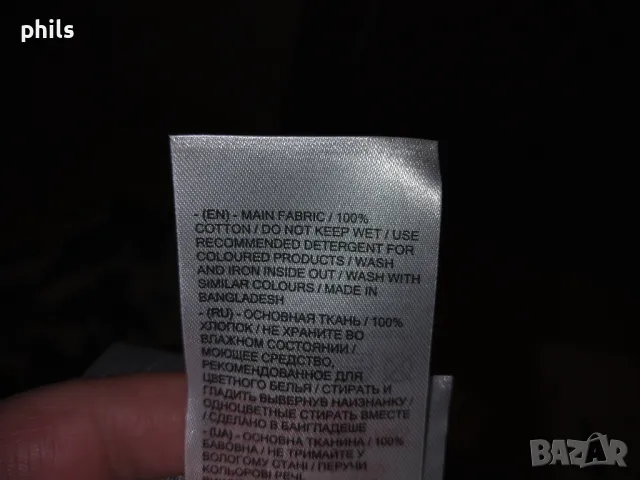 phils
- (EN) - MAIN FABRIC / 100%
COTTON / DO NOT KEEP WET / USE
RECOMMENDED DETERGENT FOR
COLOURED PRODUCTS / WASH
AND IRON INSIDE OUT / WASH WITH
SIMILAR COLOURS / MADE IN
BANGLADESH
- (RU) - ОСНОВНАЯ ТКАНЬ / 100%
ХЛОПОК / НЕ ХРАНИТЕ ВО
ВЛАЖНОМ СОСТОЯНИИ /
МОЮЩЕЕ СРЕДСТВО,
РЕКОМЕНДОВАННОЕ ДЛЯ
ЦВЕТНОГО БЕЛЬЯ / СТИРАТЬ И
ГЛАДИТЬ ВЫВЕРНУВ НАИЗНАНКУ /
ОДНОЦВЕТНЫЕ СТИРАТЬ ВМЕСТЕ
/ СДЕЛАНО В БАНГЛАДЕШЕ
- (UA) - ОСНОВНА ТКАНИНА / 100%
БАВОВНА / НЕ ТРИМАЙТЕ У
ВОЛОГОМУ СТАНІ / ПЕРУЧИ
КОЛЬОРОВІ РЕЧІ
BAZAR
bazar.bg